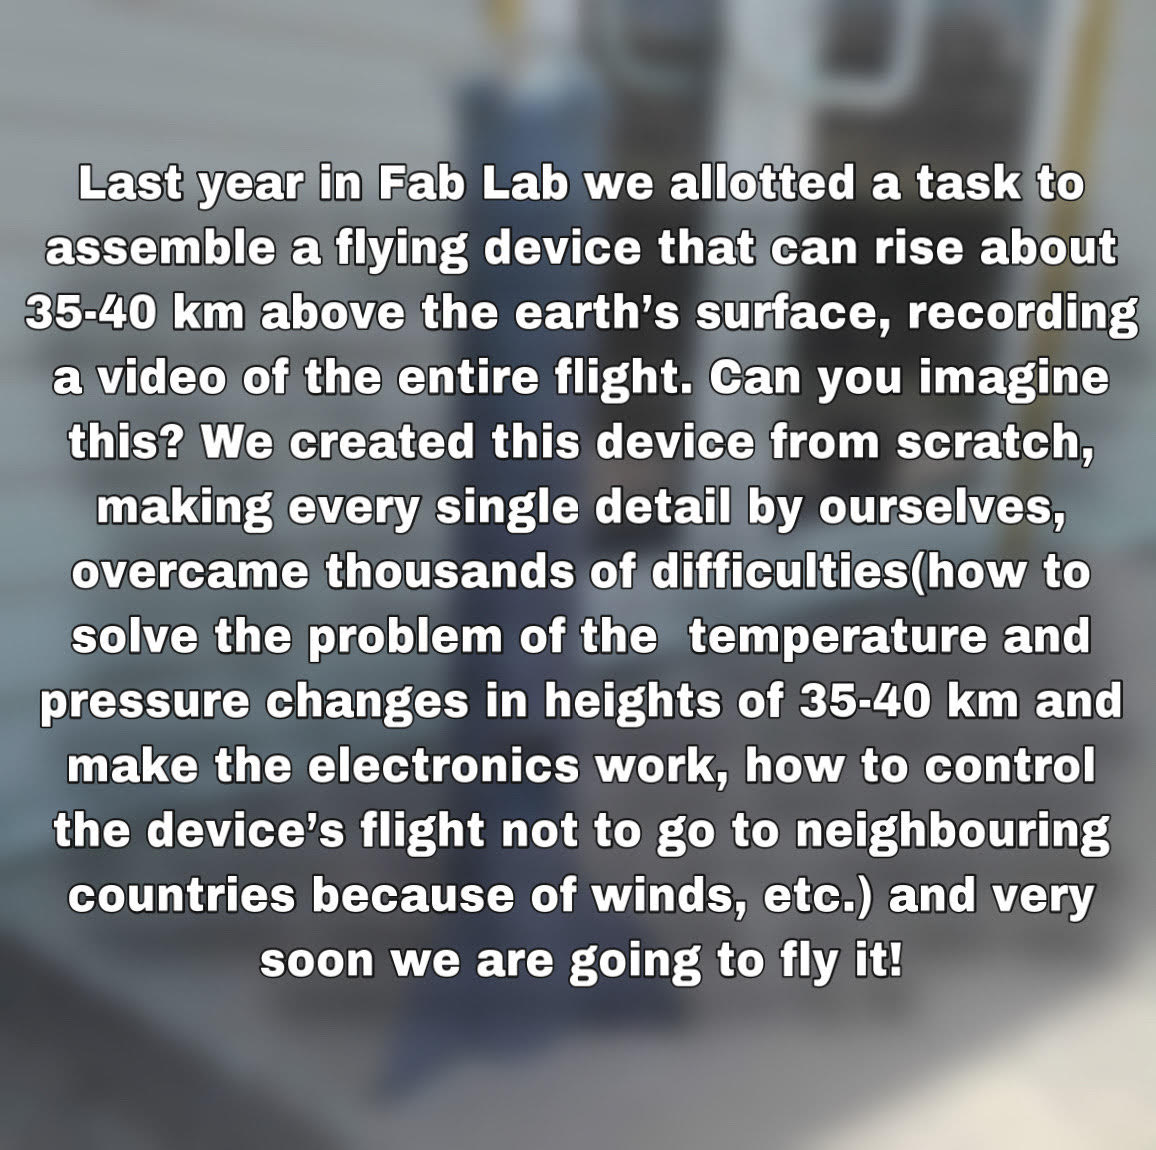 Last year in Fab Lab we allotted a task to
assemble a flying device that can rise about
35-40 km above the earth’s surface, recording
a video of the entire flight. Can you imagine
this? We created this device from scratch,
making every single detail by ourselves,
overcame thousands of difficulties(how to
solve the problem of the  temperature and
pressure changes in heights of 35-40 km and
make the electronics work, how to control
the device’s flight not to go to neighbouring
countries because of winds, etc.) and very
soon we are going to fly it!